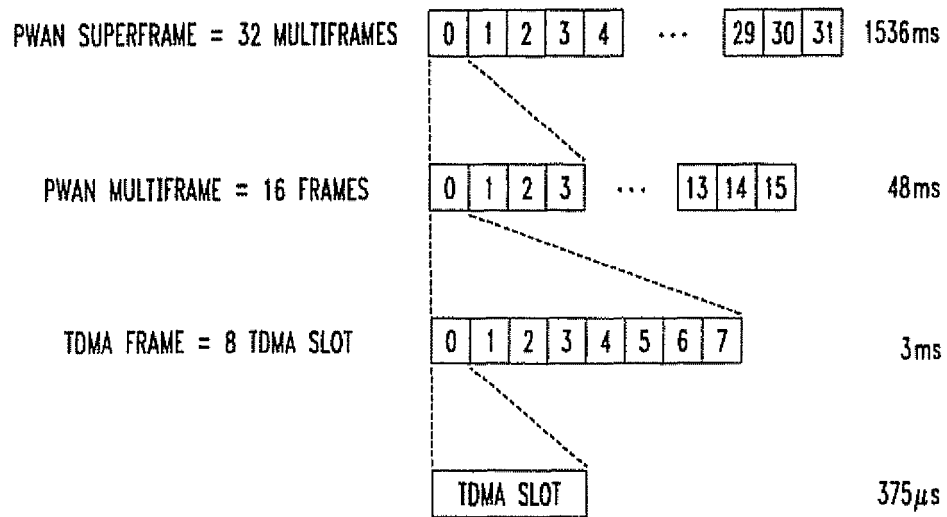 PWAN SUPERFRAME = 32 MULTIFRAMES 0 1 2 3 4 ... 29 30 31 1536ms
PWAN MULTIFRAME = 16 FRAMES 0 1 2 3 ... 13 14 15 48ms
TDMA FRAME = 8 TDMA SLOT 0 1 2 3 4 5 6 7 3ms
TDMA SLOT 375μs